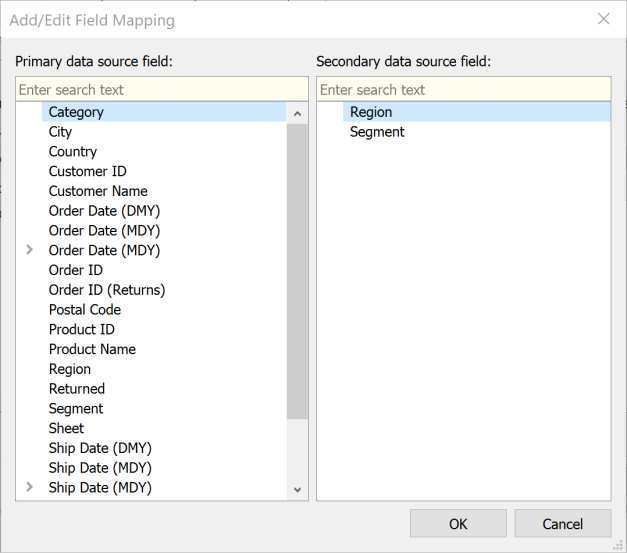 Add/Edit Field Mapping
Primary data source field:
Enter search text
Category
City
Country
Customer ID
Customer Name
Order Date (DMY)
Order Date (MDY)
Order Date (MDY)
Order ID
Order ID (Returns)
Postal Code
Product ID
Product Name
Region
Returned
Segment
Sheet
Ship Date (DMY)
Ship Date (MDY)
Ship Date (MDY)
Secondary data source field:
Enter search text
Region
Segment
OK
Cancel